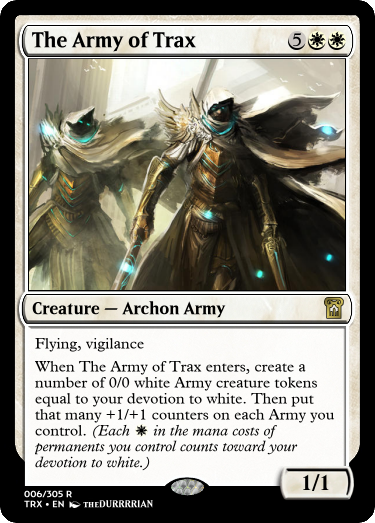 The Army of Trax 5
Creature — Archon Army
Flying, vigilance
When The Army of Trax enters, create a
number of 0/0 white Army creature tokens
equal to your devotion to white. Then put
that many +1/+1 counters on each Army you
control. (Each in the mana costs of
permanents you control counts toward your
devotion to white.)
1/1
006/305 R
TRX • EN THEDURRRRIAN